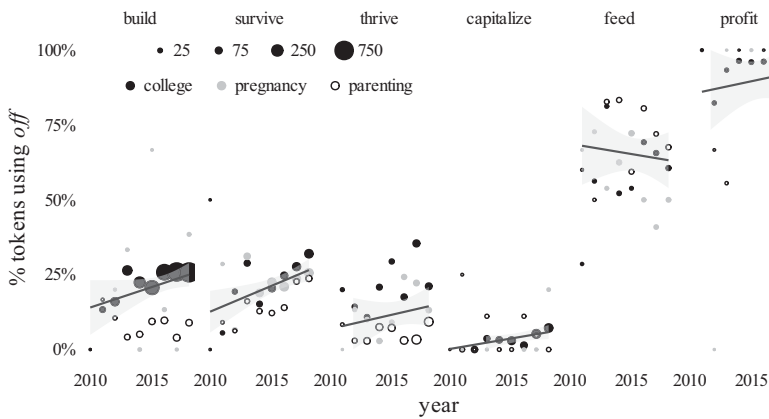 build survive thrive capitalize feed profit
100% 25 75 250 750
college pregnancy parenting
75%
50%
25%
0%
% tokens using off
2010 2015 2010 2015 2010 2015 2010 2015 2010 2015 2010 2015
year